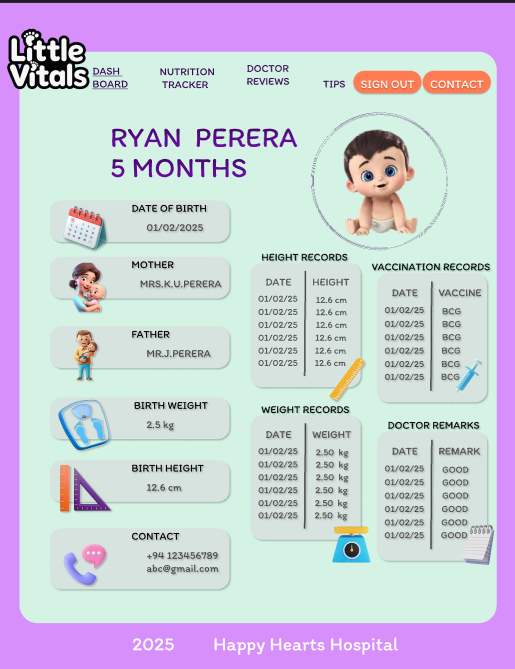 Little
Vitals
DASH
BOARD
NUTRITION
TRACKER
DOCTOR
REVIEWS
TIPS
SIGN OUT
CONTACT
RYAN PERERA
5 MONTHS
DATE OF BIRTH
01/02/2025
MOTHER
MRS.K.U.PERERA
FATHER
MR.J.PERERA
BIRTH WEIGHT
2.5 kg
BIRTH HEIGHT
12.6 cm
CONTACT
+94 123456789
abc@gmail.com
HEIGHT RECORDS
DATE HEIGHT
01/02/25 12.6 cm
01/02/25 12.6 cm
01/02/25 12.6 cm
01/02/25 12.6 cm
01/02/25 12.6 cm
01/02/25 12.6 cm
VACCINATION RECORDS
DATE VACCINE
01/02/25 BCG
01/02/25 BCG
01/02/25 BCG
01/02/25 BCG
01/02/25 BCG
01/02/25 BCG
WEIGHT RECORDS
DATE WEIGHT
01/02/25 2.50 kg
01/02/25 2.50 kg
01/02/25 2.50 kg
01/02/25 2.50 kg
01/02/25 2.50 kg
01/02/25 2.50 kg
DOCTOR REMARKS
DATE REMARK
01/02/25 GOOD
01/02/25 GOOD
01/02/25 GOOD
01/02/25 GOOD
01/02/25 GOOD
01/02/25 GOOD
2025 Happy Hearts Hospital